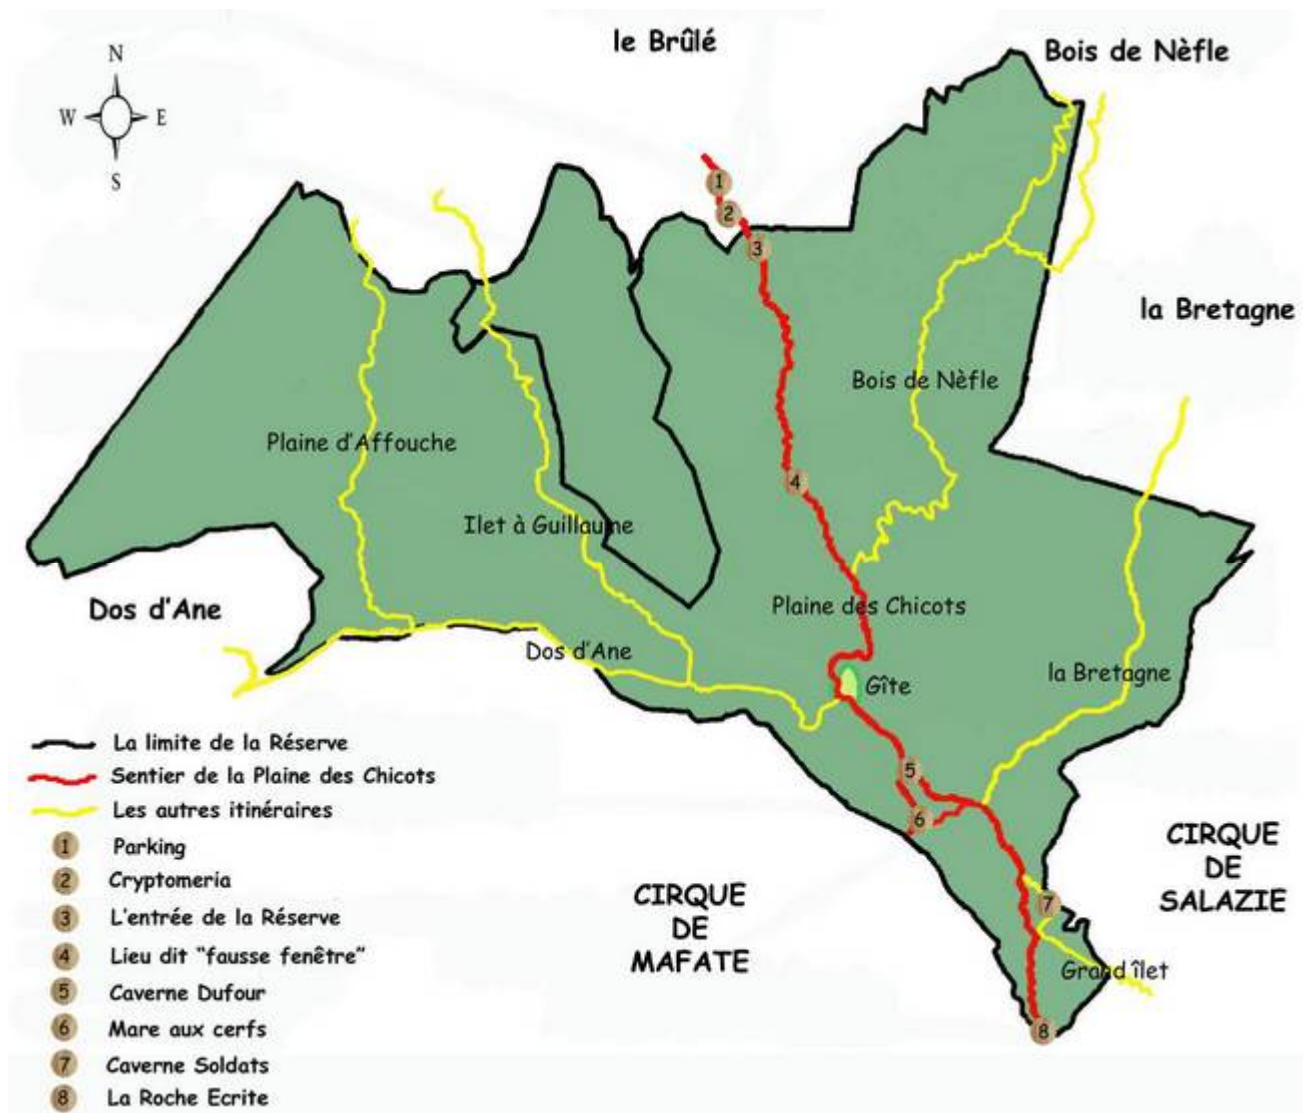 le Brûlé
Bois de Nèfle
N
W
E
S
1
2
3
la Bretagne
Bois de Nèfle
Plaine d'Affouche
4
Ilet à Guillaume
Dos d'Ane
Plaine des Chicots
Dos d'Ane
la Bretagne
Gîte
5
6
7
8
Grand îlet
CIRQUE
DE
SALAZIE
CIRQUE
DE
MAFATE
La limite de la Réserve
Sentier de la Plaine des Chicots
Les autres itinéraires
1 Parking
2 Cryptomeria
3 L'entrée de la Réserve
4 Lieu dit "fausse fenêtre"
5 Caverne Dufour
6 Mare aux cerfs
7 Caverne Soldats
8 La Roche Ecrite